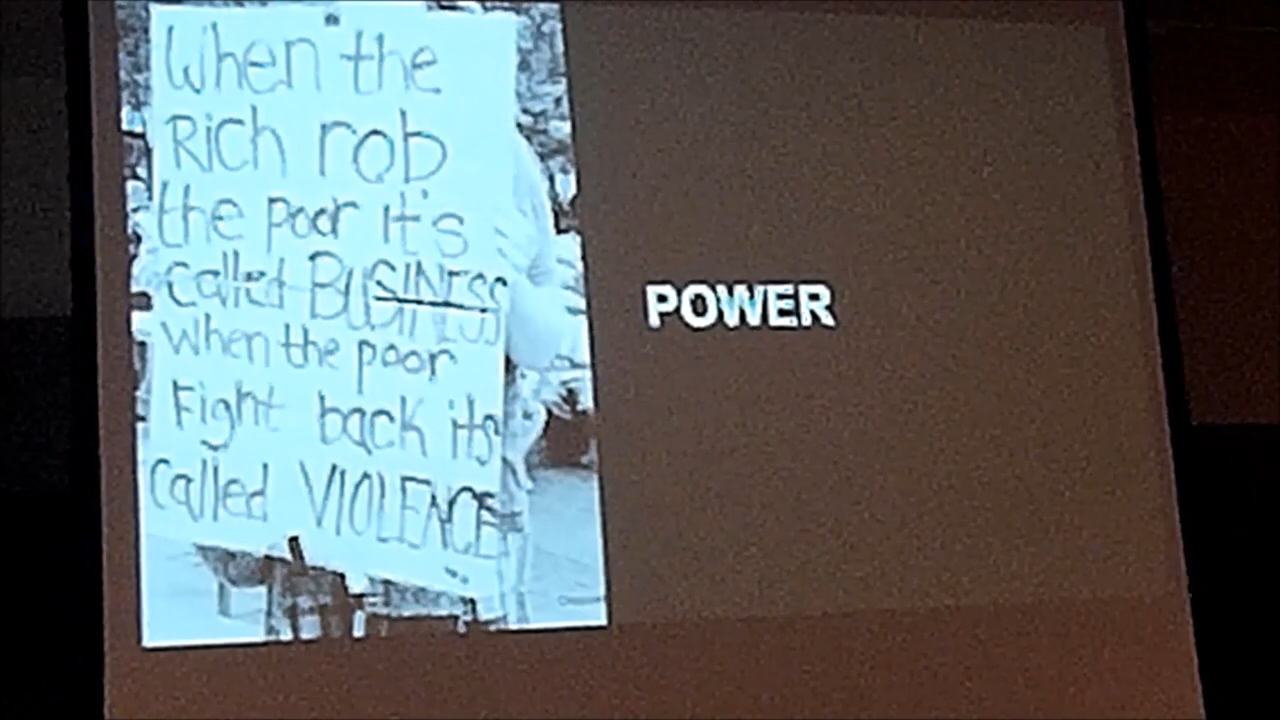 When the
Rich rob
the poor it's
called BUSINESS
when the poor
Fight back its
called VIOLENCE
POWER